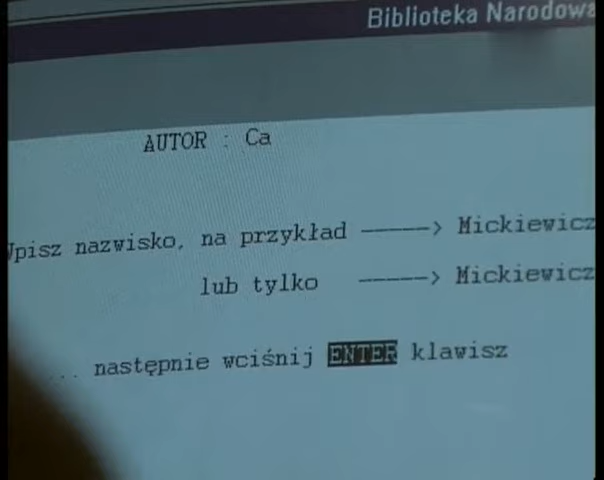 Biblioteka Narodowa
AUTOR : Ca
Wpisz nazwisko, na przykład -----> Mickiewicz
lub tylko -----> Mickiewicz
... następnie wciśnij ENTER klawisz